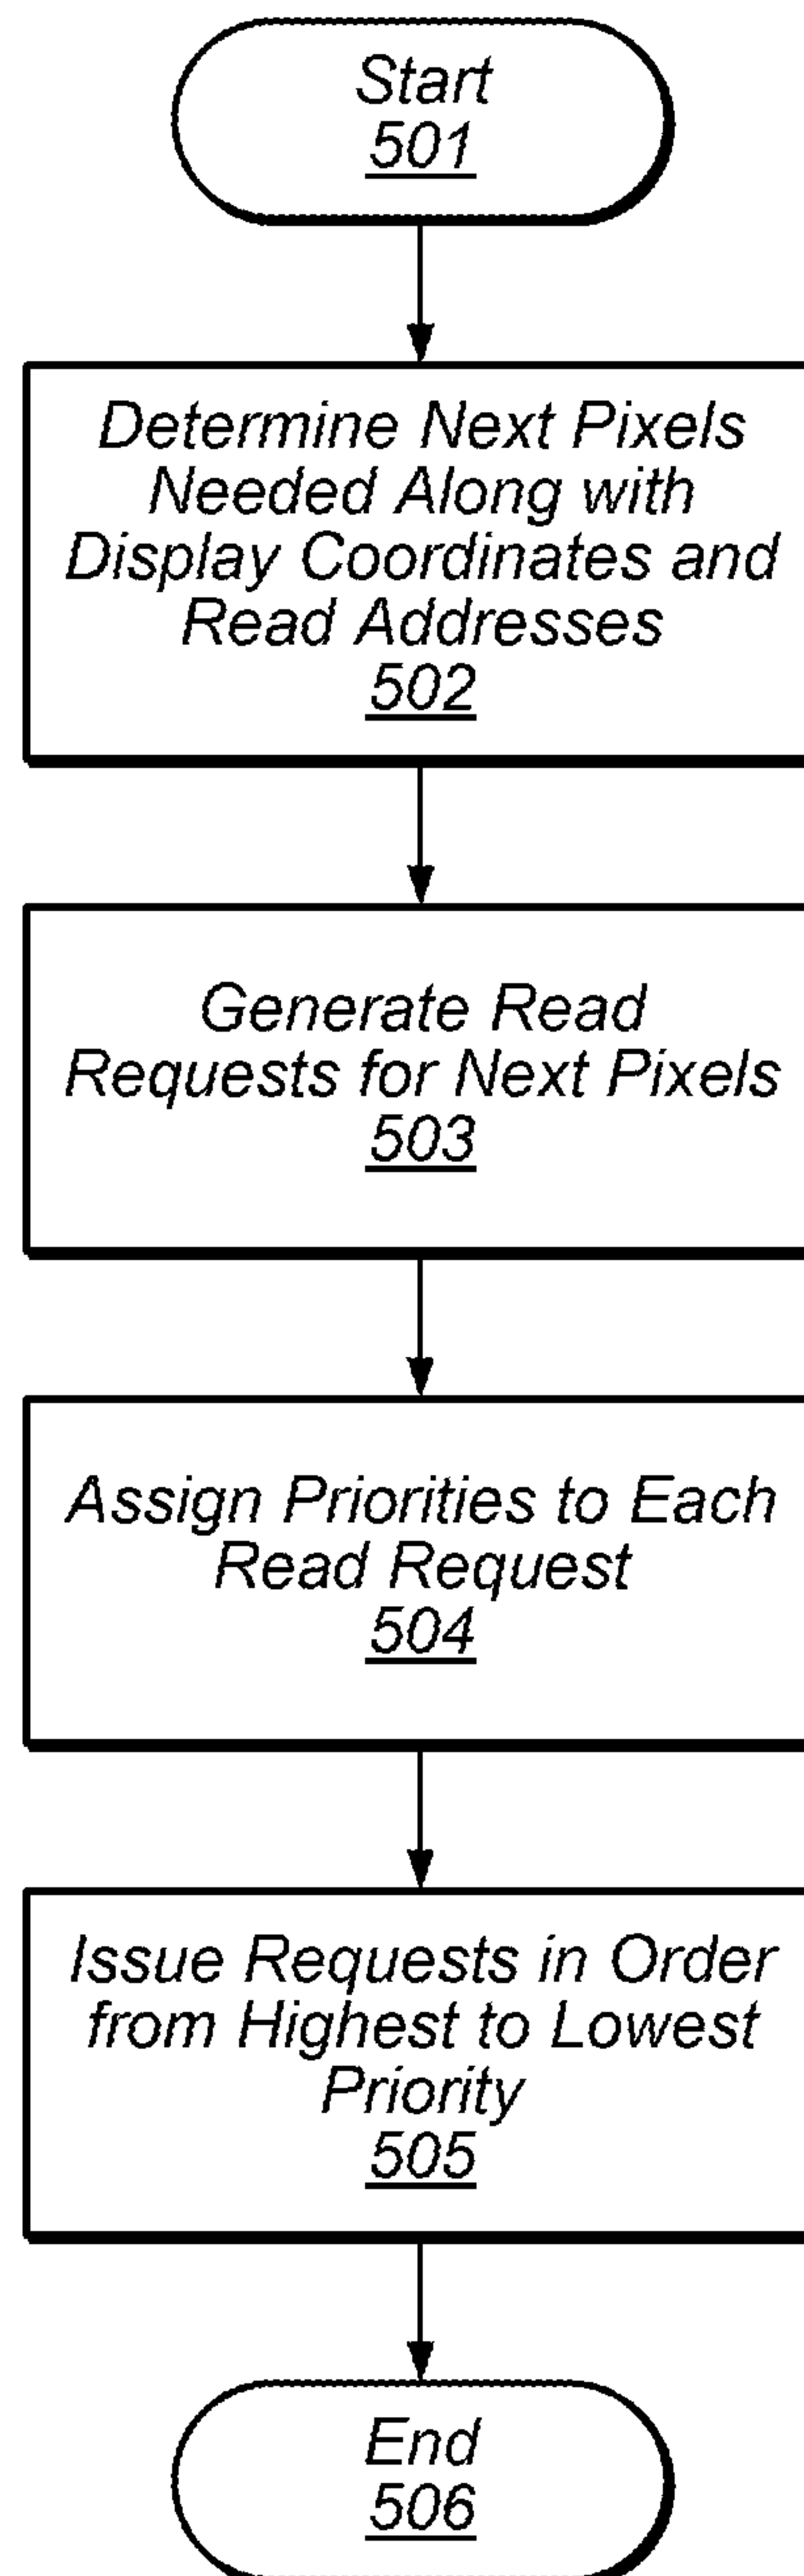 Start
501
Determine Next Pixels
Needed Along with
Display Coordinates and
Read Addresses
502
Generate Read
Requests for Next Pixels
503
Assign Priorities to Each
Read Request
504
Issue Requests in Order
from Highest to Lowest
Priority
505
End
506